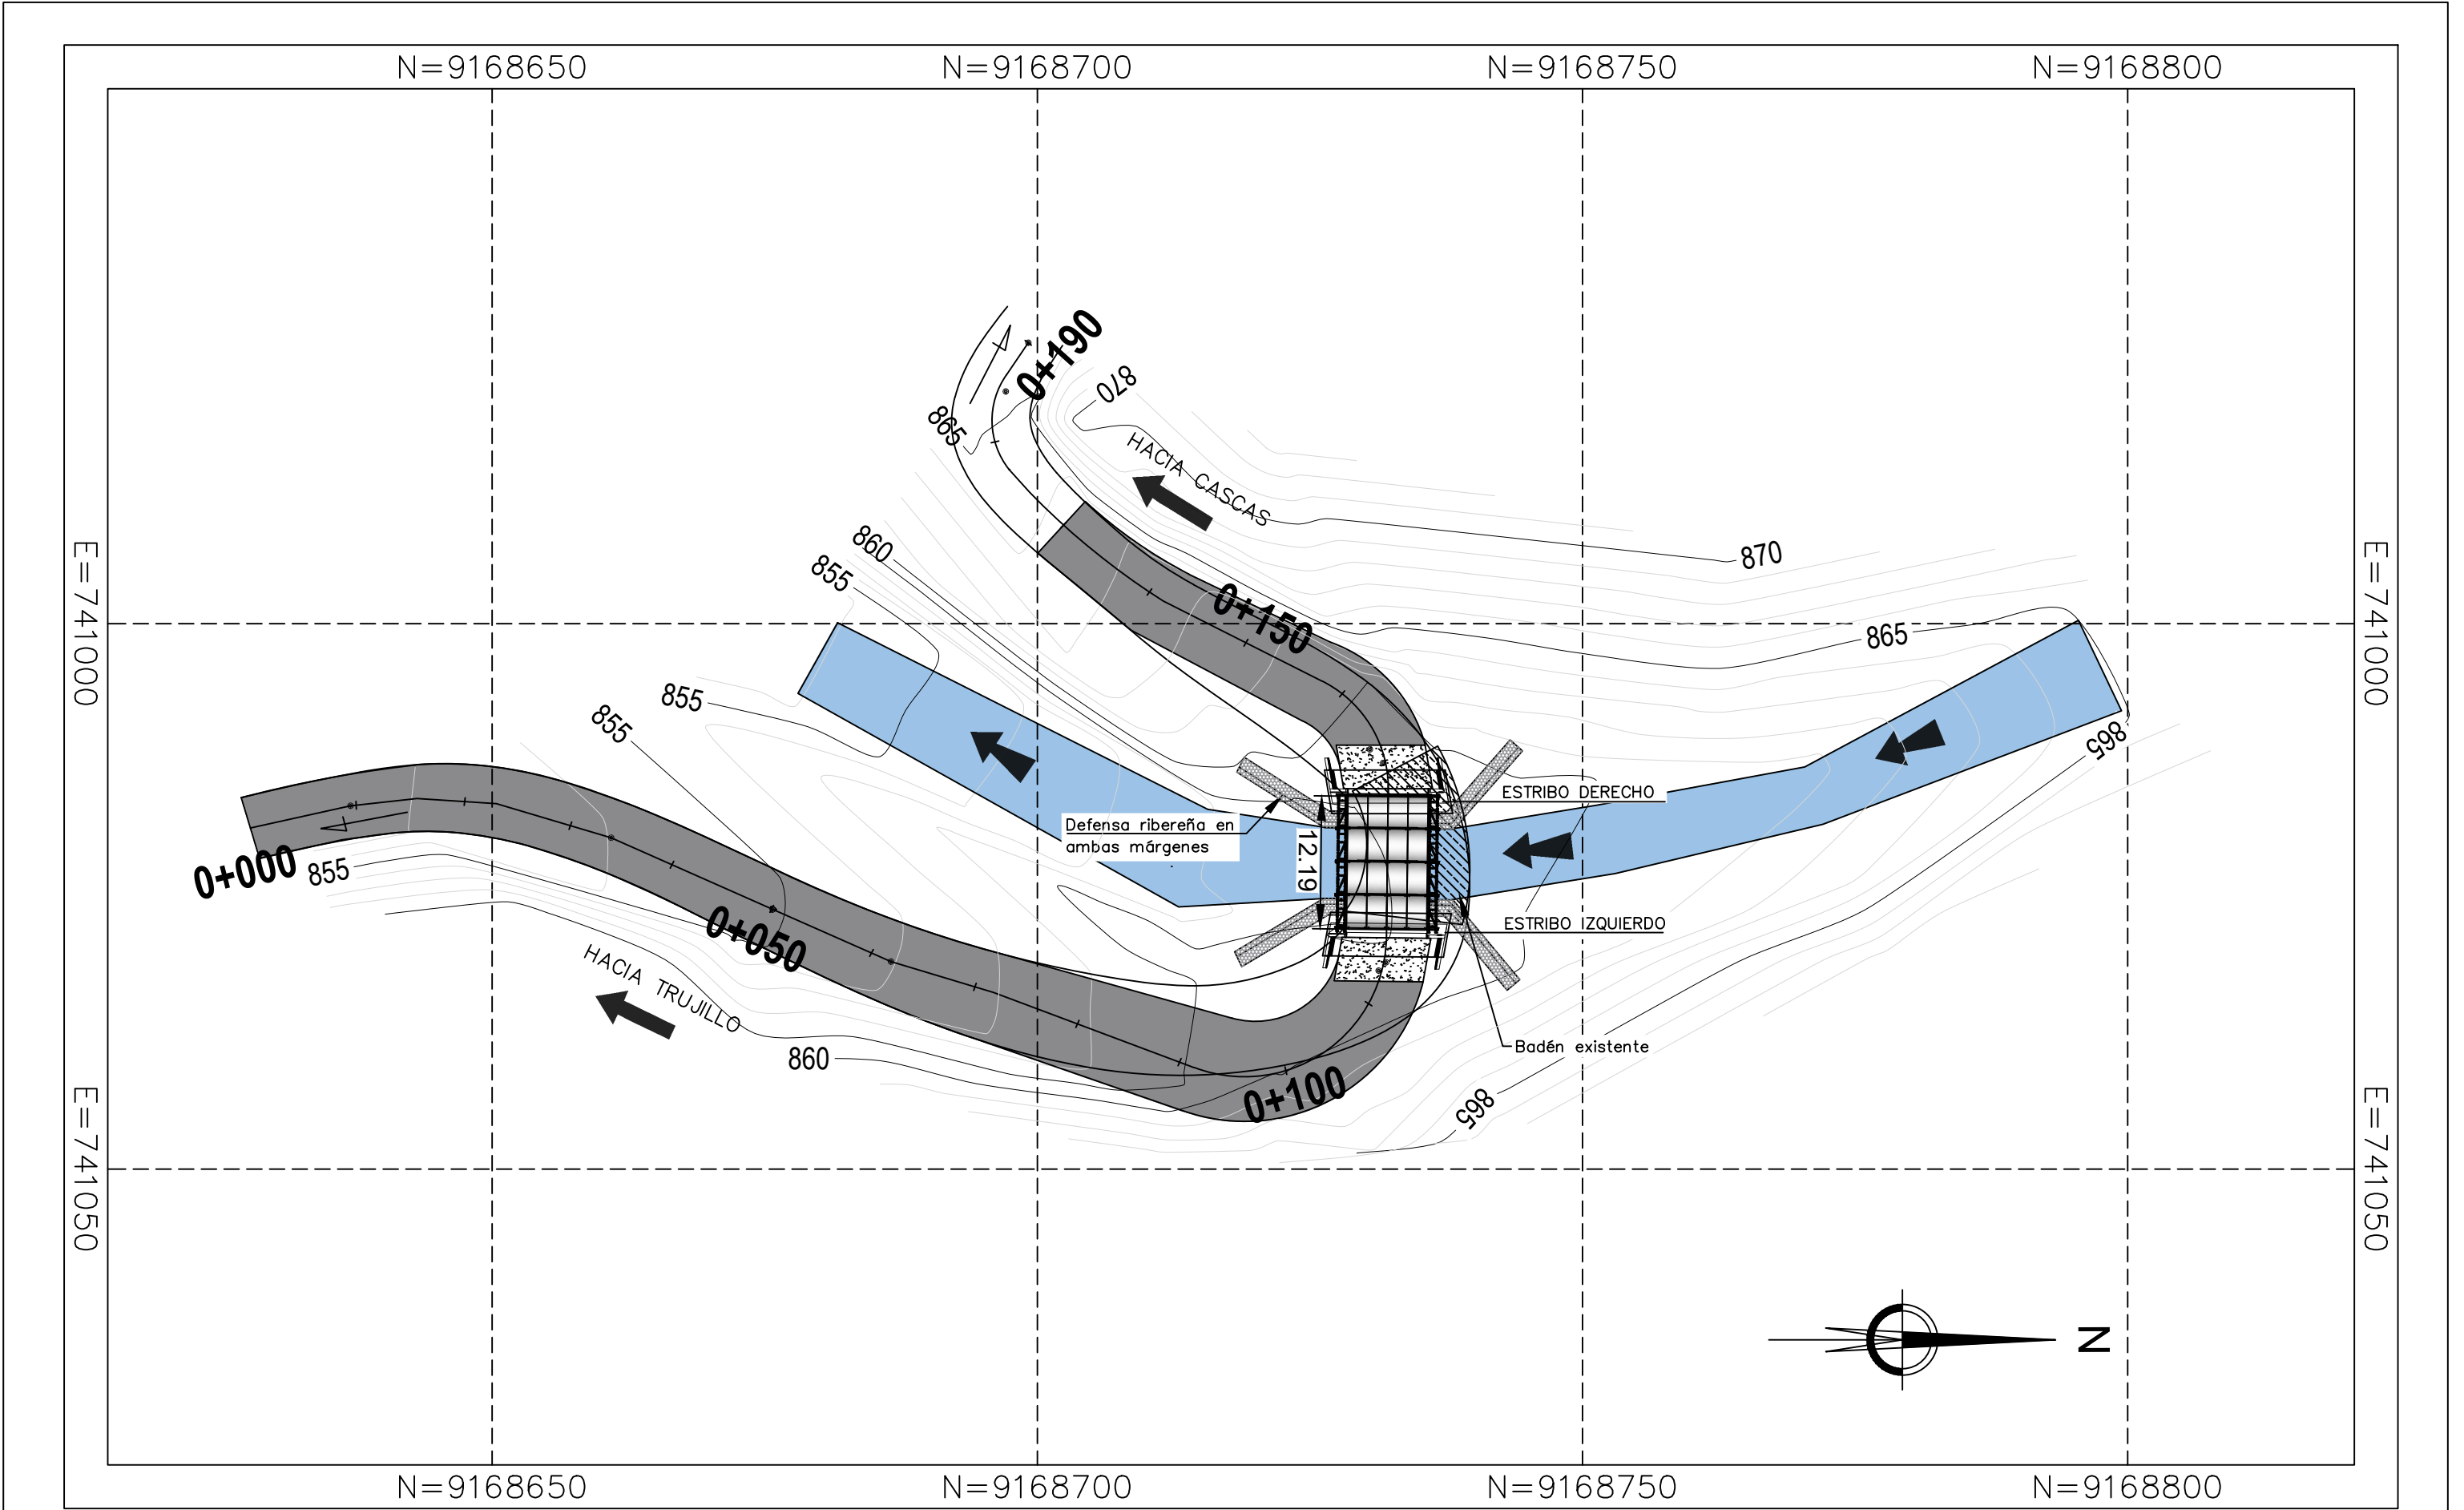 N=9168650
N=9168700
N=9168750
N=9168800
0+190
870
865
HACIA CASCAS
E=741000
860
870
E=741000
855
0+150
865
855
855
865
ESTRIBO DERECHO
Defensa ribereña en
ambas márgenes
12.19
0+000
855
0+050
ESTRIBO IZQUIERDO
HACIA TRUJILLO
860
Badén existente
0+100
865
E=741050
E=741050
N
N=9168650
N=9168700
N=9168750
N=9168800